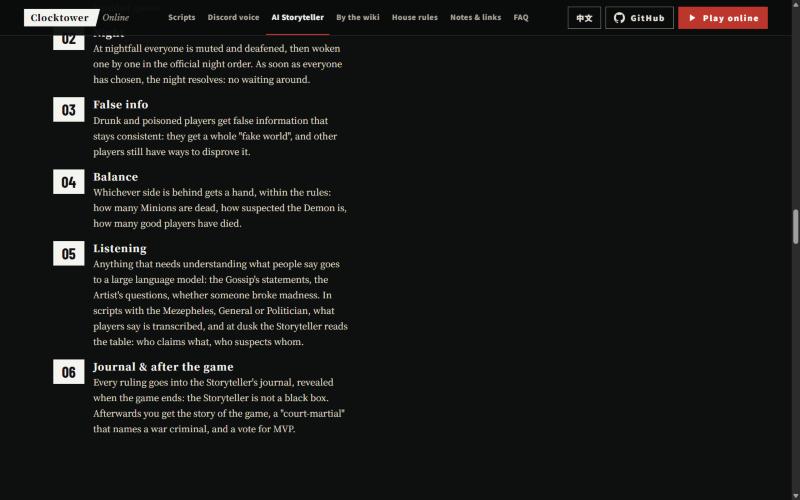 Clocktower Online Scripts Discord voice AI Storyteller By the wiki House rules Notes & links FAQ 中文 GitHub Play online
02 Night
At nightfall everyone is muted and deafened, then woken
one by one in the official night order. As soon as everyone
has chosen, the night resolves: no waiting around.
03 False info
Drunk and poisoned players get false information that
stays consistent: they get a whole "fake world", and other
players still have ways to disprove it.
04 Balance
Whichever side is behind gets a hand, within the rules:
how many Minions are dead, how suspected the Demon is,
how many good players have died.
05 Listening
Anything that needs understanding what people say goes
to a large language model: the Gossip's statements, the
Artist's questions, whether someone broke madness. In
scripts with the Mezepheles, General or Politician, what
players say is transcribed, and at dusk the Storyteller reads
the table: who claims what, who suspects whom.
06 Journal & after the game
Every ruling goes into the Storyteller's journal, revealed
when the game ends: the Storyteller is not a black box.
Afterwards you get the story of the game, a "court-martial"
that names a war criminal, and a vote for MVP.